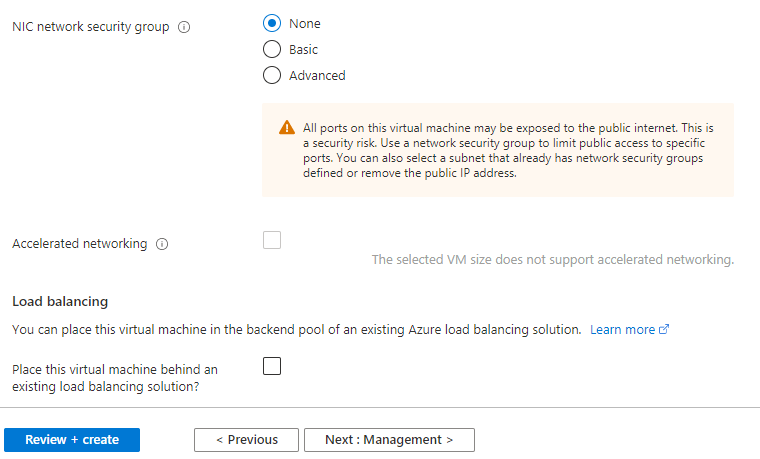 NIC network security group
None
Basic
Advanced
All ports on this virtual machine may be exposed to the public internet. This is
a security risk. Use a network security group to limit public access to specific
ports. You can also select a subnet that already has network security groups
defined or remove the public IP address.
Accelerated networking
The selected VM size does not support accelerated networking.
Load balancing
You can place this virtual machine in the backend pool of an existing Azure load balancing solution. Learn more
Place this virtual machine behind an
existing load balancing solution?
Review + create
< Previous
Next : Management >